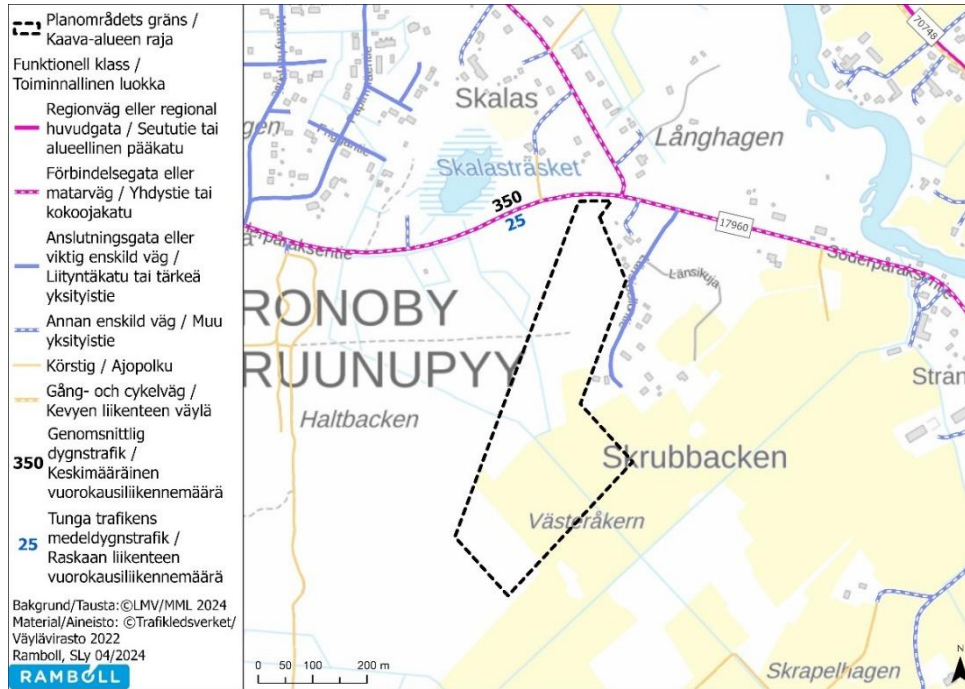 Planområdets gräns /
Kaava-alueen raja
Funktionell klass /
Toiminnallinen luokka
Regionväg eller regional
huvudgata / Seututie tai
alueellinen pääkatu
Förbindelsegata eller
matarväg / Yhdystie tai
kokoojakatu
Anslutningsgata eller
viktig enskild väg /
Liityntäkatu tai tärkeä
yksityistie
Annan enskild väg / Muu
yksityistie
Körstig / Ajopolku
Gång- och cykelväg /
Kevyen liikenteen väylä
Genomsnittlig
dygnstrafik /
350 Keskimääräinen
vuorokausiliikennemäärä
Tunga trafikens
medeldygnstrafik /
25 Raskaan liikenteen
vuorokausiliikennemäärä
Bakgrund/Tausta:©LMV/MML 2024
Material/Aineisto: ©Trafikledsverket/
Väylävirasto 2022
Ramboll, SLy 04/2024
RAMBOLL
70748
Skalas
Långhagen
Skalasträsket
350
25
17960
Söderpåraksentie
Länsikuja
RONOBY
RUUNUPYY
Strån
Haltbacken
Skrubbacken
Västeråkern
Skrapelhagen
0 50 100 200 m
N